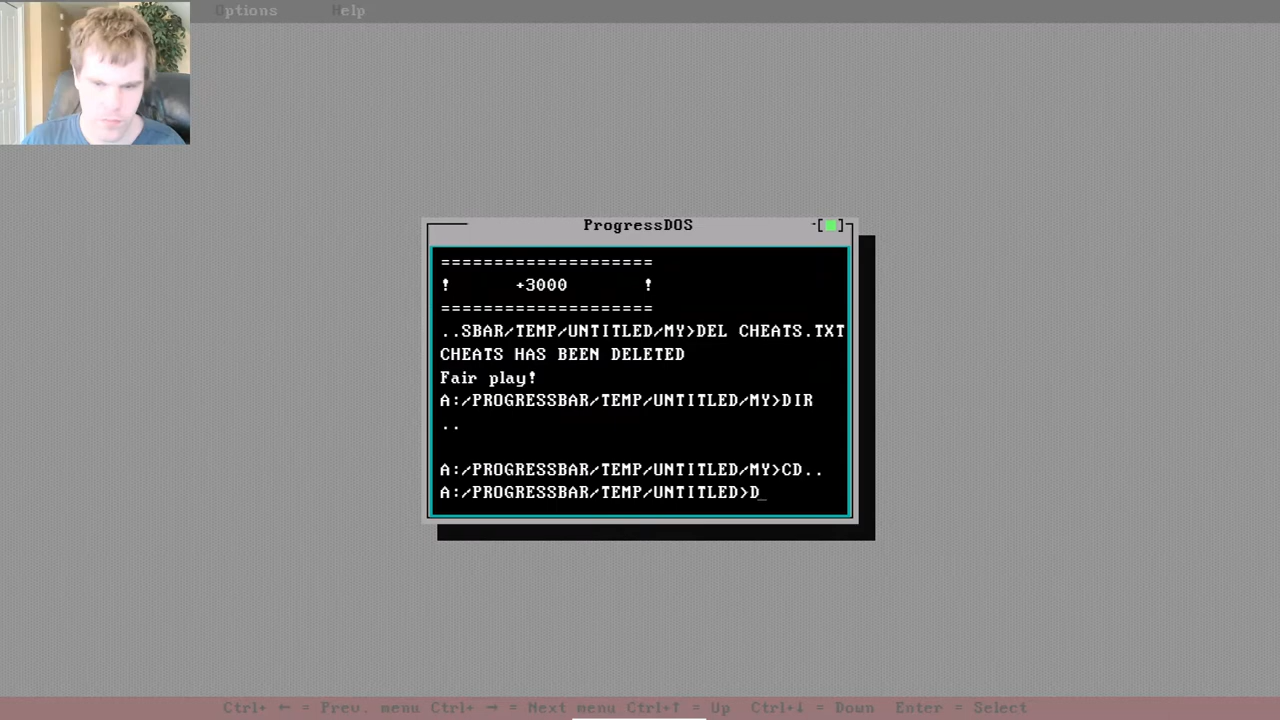 Options Help
ProgressDOS
-[ ]-
====================
! +3000 !
====================
..SBAR/TEMP/UNTITLED/MY>DEL CHEATS.TXT
CHEATS HAS BEEN DELETED
Fair play!
A:/PROGRESSBAR/TEMP/UNTITLED/MY>DIR
..
A:/PROGRESSBAR/TEMP/UNTITLED/MY>CD..
A:/PROGRESSBAR/TEMP/UNTITLED>D_
Ctrl+ ← = Prev. menu Ctrl+ → = Next menu Ctrl+↑ = Up Ctrl+↓ = Down Enter = Select